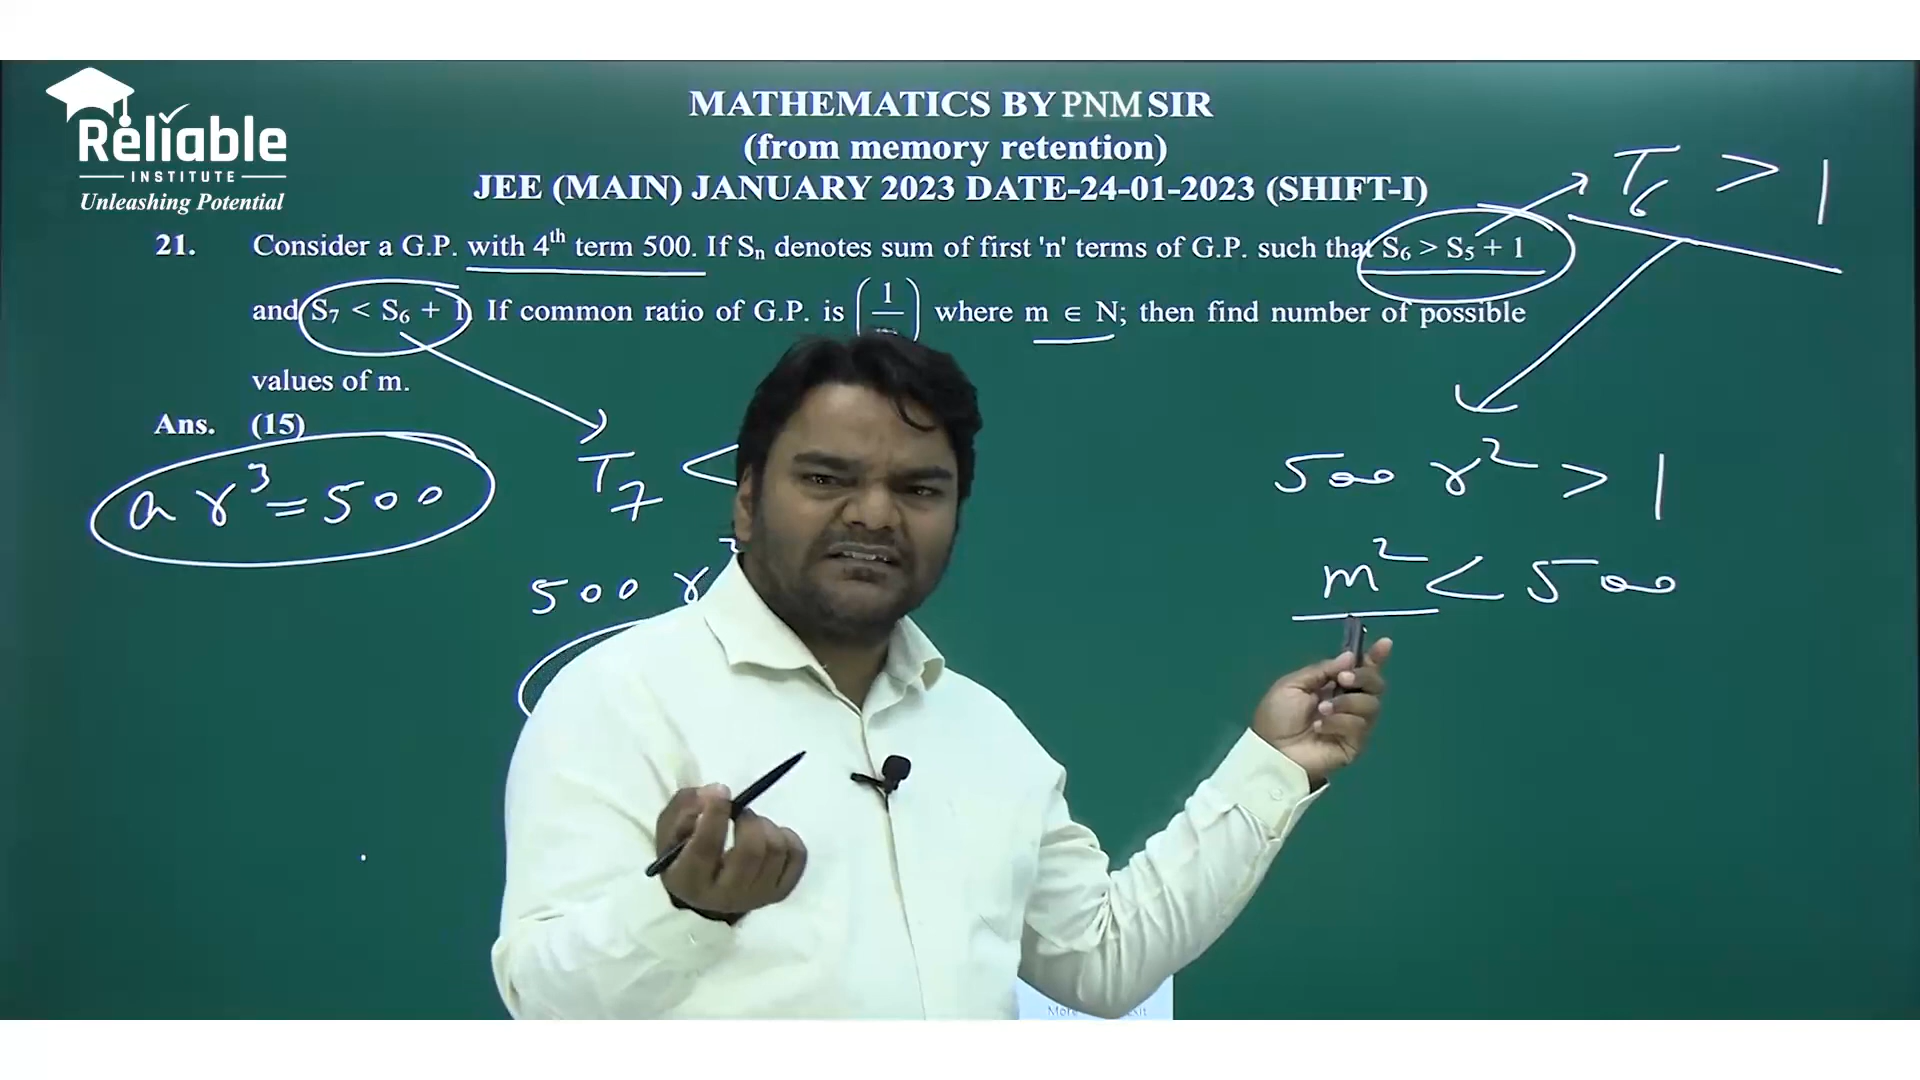 Reliable
INSTITUTE
Unleashing Potential
MATHEMATICS BY PNM SIR
(from memory retention)
JEE (MAIN) JANUARY 2023 DATE-24-01-2023 (SHIFT-I)
T₆ > 1
21. Consider a G.P. with 4th term 500. If Sₙ denotes sum of first 'n' terms of G.P. such that S₆ > S₅ + 1
and S₇ < S₆ + 1. If common ratio of G.P. is (1/ ) where m ∈ N; then find number of possible
values of m.
Ans. (15)
ar³ = 500
T₇ <
500 r² > 1
500 r
m² < 500
More